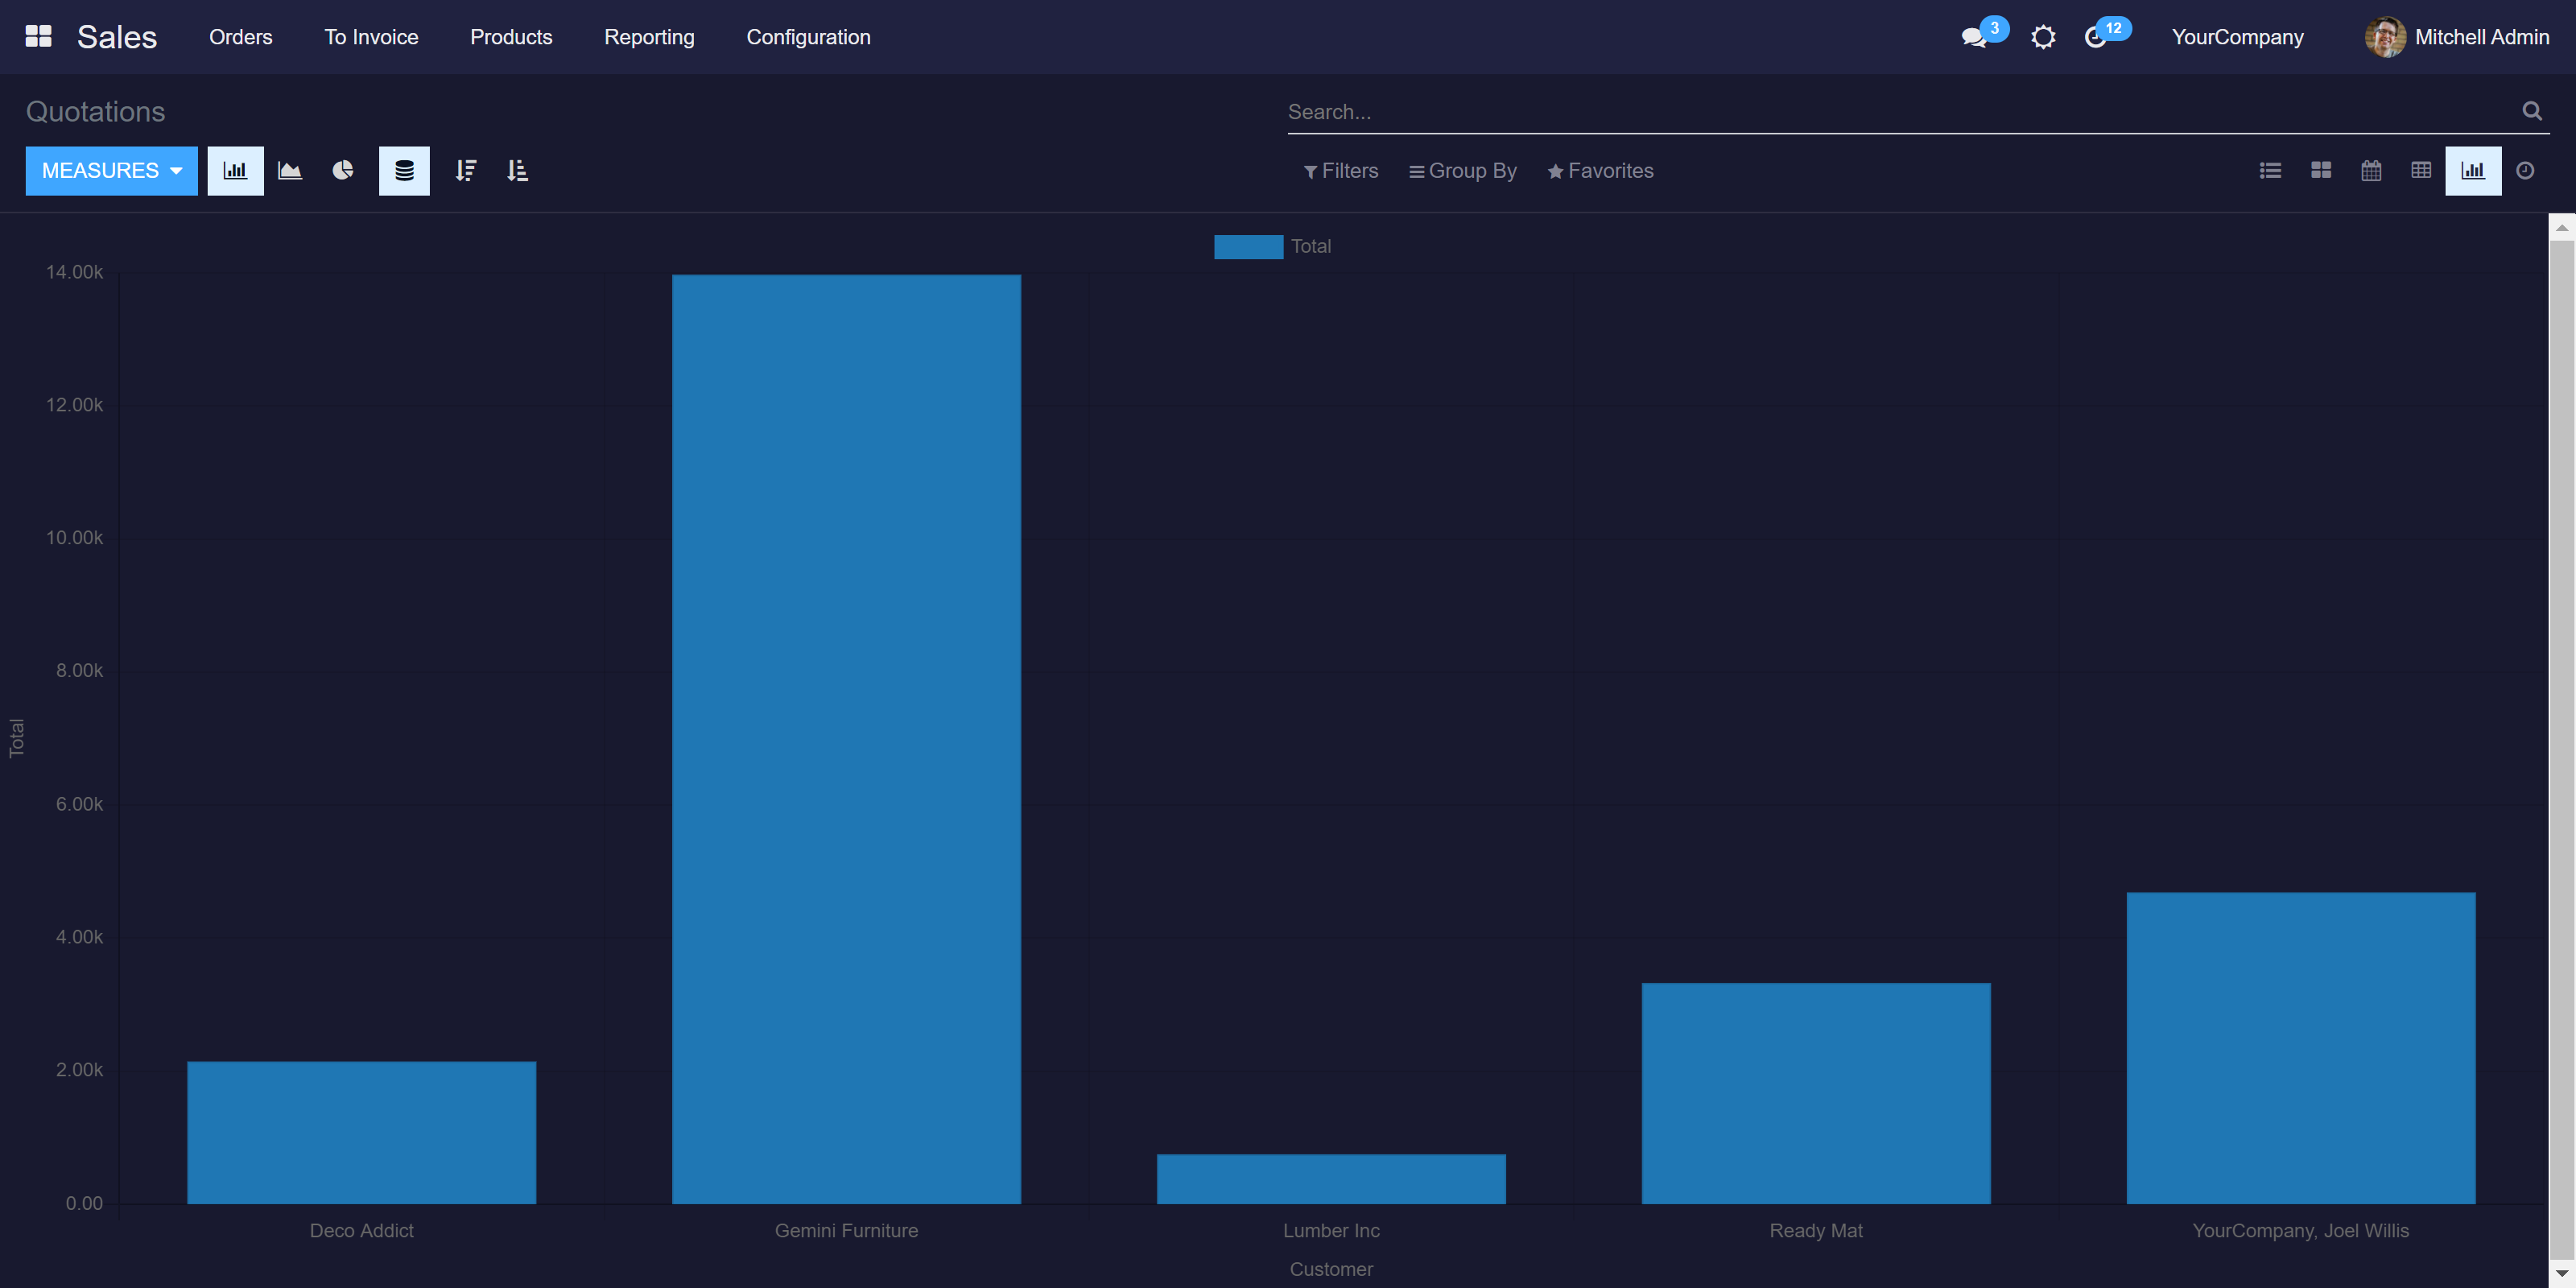 Sales
Orders
To Invoice
Products
Reporting
Configuration
3
12
YourCompany
Mitchell Admin
Quotations
Search...
MEASURES
Filters
Group By
Favorites
Total
14.00k
12.00k
10.00k
8.00k
6.00k
4.00k
2.00k
0.00
Total
Deco Addict
Gemini Furniture
Lumber Inc
Ready Mat
YourCompany, Joel Willis
Customer